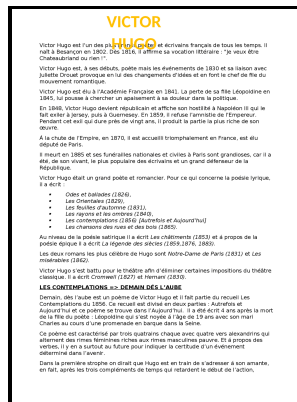 VICTOR
HUGO
Victor Hugo est l'un des plus grands poètes et écrivains français de tous les temps. Il
naît à Besançon en 1802. Dès 1816, il affirme sa vocation littéraire : "Je veux être
Chateaubriand ou rien !".
Victor Hugo est, à ses débuts, poète mais les événements de 1830 et sa liaison avec
Juliette Drouet provoque en lui des changements d'idées et en font le chef de file du
mouvement romantique.
Victor Hugo est élu à l'Académie Française en 1841. La perte de sa fille Léopoldine en
1845, lui pousse à chercher un apaisement à sa douleur dans la politique.
En 1848, Victor Hugo devient républicain et affiche son hostilité à Napoléon III qui le
fait exiler à Jersey, puis à Guernesey. En 1859, il refuse l'amnistie de l'Empereur.
Pendant cet exil qui dure près de vingt ans, il produit la partie la plus riche de son
œuvre.
A la chute de l'Empire, en 1870, il est accueilli triomphalement en France, est élu
député de Paris.
Il meurt en 1885 et ses funérailles nationales et civiles à Paris sont grandioses, car il a
été, de son vivant, le plus populaire des écrivains et un grand défenseur de la
République.
Victor Hugo était un grand poète et romancier. Pour ce qui concerne la poésie lyrique,
il a écrit :
• Odes et balades (1826),
• Les Orientales (1829),
• Les feuilles d'automne (1831),
• Les rayons et les ombres (1840),
• Les contemplations (1856) [Autrefois et Aujourd'hui]
• Les chansons des rues et des bois (1865).
Au niveau de la poésie satirique il a écrit Les châtiments (1853) et à propos de la
poésie épique il a écrit La légende des siècles (1859,1876, 1883).
Les deux romans les plus célèbre de Hugo sont Notre-Dame de Paris (1831) et Les
misérables (1862).
Victor Hugo s'est battu pour le théâtre afin d'éliminer certaines impositions du théâtre
classique. Il a écrit Cromwell (1827) et Hernani (1830).
LES CONTEMPLATIONS => DEMAIN DÈS L'AUBE
Demain, dès l'aube est un poème de Victor Hugo et il fait partie du recueil Les
Contemplations du 1856. Ce recueil est divisé en deux parties : Autrefois et
Aujourd'hui et ce poème se trouve dans l'Aujourd'hui. Il a été écrit 4 ans après la mort
de la fille du poète : Léopoldine qui s'est noyée à l'âge de 19 ans avec son mari
Charles au cours d'une promenade en barque dans la Seine.
Ce poème est caractérisé par trois quatrains chaque avec quatre vers alexandrins qui
alternent des rimes féminines riches aux rimes masculines pauvre. Et à propos des
verbes, il y en a surtout au future pour indiquer la certitude d'un événement
déterminé dans l'avenir.
Dans la première strophe on dirait que Hugo est en train de s'adresser à son amante,
en fait, après les trois compléments de temps qui retardent le début de l'action,